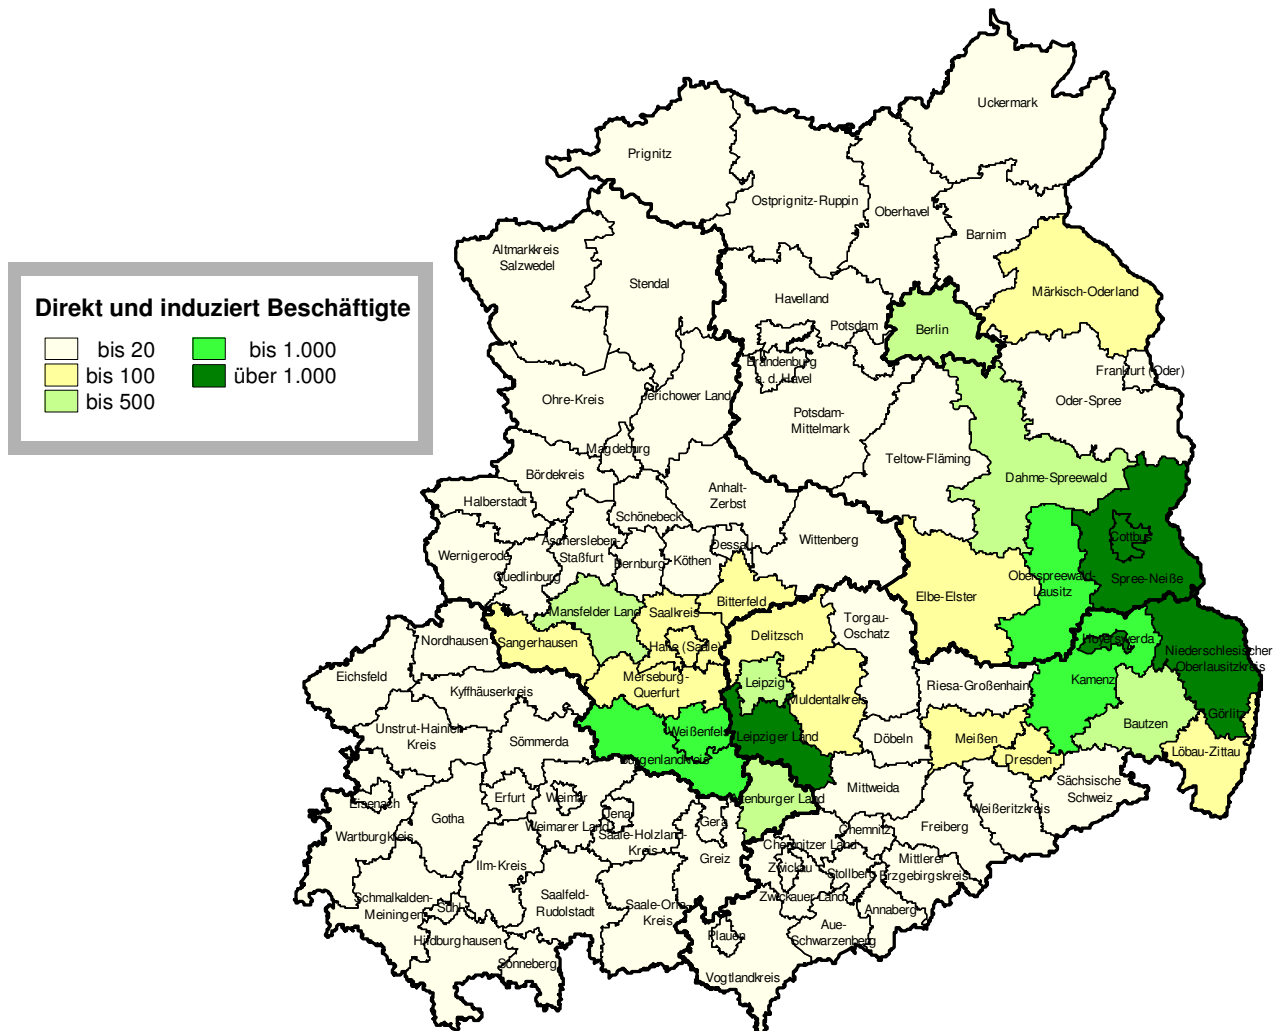 Direkt und induziert Beschäftigte
bis 20
bis 1.000
bis 100
über 1.000
bis 500
Uckermark
Prignitz
Ostprignitz-Ruppin
Oberhavel
Barnim
Altmarkkreis
Salzwedel
Stendal
Havelland
Märkisch-Oderland
Potsdam
Berlin
Brandenburg
a. d. Havel
Frankfurt (Oder)
Ohre-Kreis
Jerichower Land
Oder-Spree
Potsdam-
Mittelmark
Magdeburg
Teltow-Fläming
Bördekreis
Dahme-Spreewald
Anhalt-
Zerbst
Halberstadt
Schönebeck
Wittenberg
Cottbus
Aschersleben-
Staßfurt
Dessau
Wernigerode
Bernburg
Köthen
Quedlinburg
Oberspreewald-
Lausitz
Spree-Neiße
Elbe-Elster
Bitterfeld
Mansfelder Land
Saalkreis
Torgau-
Oschatz
Nordhausen
Sangerhausen
Halle (Saale)
Delitzsch
Hoyerswerda
Niederschlesischer
Oberlausitzkreis
Eichsfeld
Kyffhäuserkreis
Merseburg-
Querfurt
Leipzig
Muldentalkreis
Riesa-Großenhain
Kamenz
Görlitz
Unstrut-Hainich-
Kreis
Sömmerda
Weißenfels
Leipziger Land
Döbeln
Meißen
Bautzen
Burgenlandkreis
Dresden
Löbau-Zittau
Eisenach
Erfurt
Weimar
Altenburger Land
Mittweida
Sächsische
Schweiz
Gotha
Weimarer Land
Jena
Gera
Weißeritzkreis
Wartburgkreis
Saale-Holzland-
Kreis
Chemnitz
Freiberg
Chemnitzer Land
Ilm-Kreis
Greiz
Zwickau
Stollberg
Mittlerer
Erzgebirgskreis
Schmalkalden-
Meiningen
Suhl
Saalfeld-
Rudolstadt
Saale-Orla-
Kreis
Zwickauer Land
Annaberg
Hildburghausen
Plauen
Aue-
Schwarzenberg
Sonneberg
Vogtlandkreis